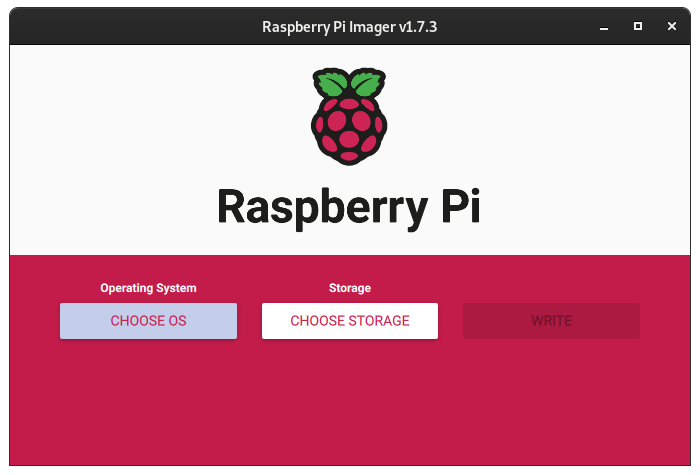 Raspberry Pi Imager v1.7.3
Raspberry Pi
Operating System
Storage
CHOOSE OS
CHOOSE STORAGE
WRITE